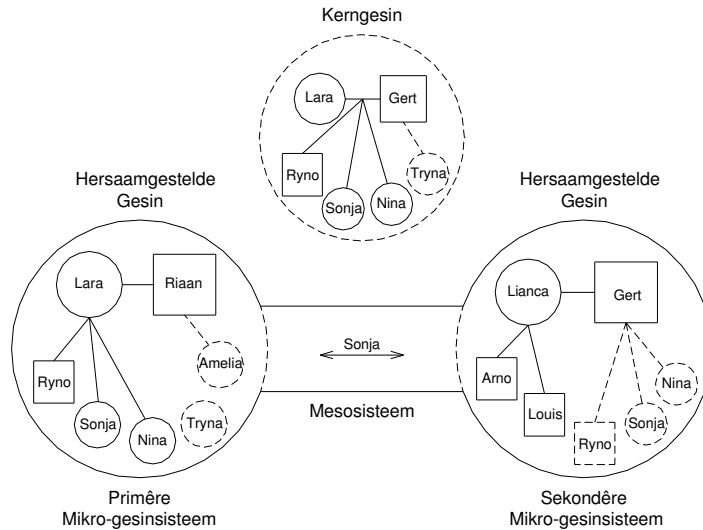 Kerngesin
Lara
Gert
Ryno
Tryna
Sonja
Nina
Hersaamgestelde
Gesin
Lara
Riaan
Amelia
Ryno
Sonja
Nina
Tryna
Primêre
Mikro-gesinsisteem
Sonja
Mesosisteem
Hersaamgestelde
Gesin
Lianca
Gert
Arno
Louis
Nina
Sonja
Ryno
Sekondêre
Mikro-gesinsisteem